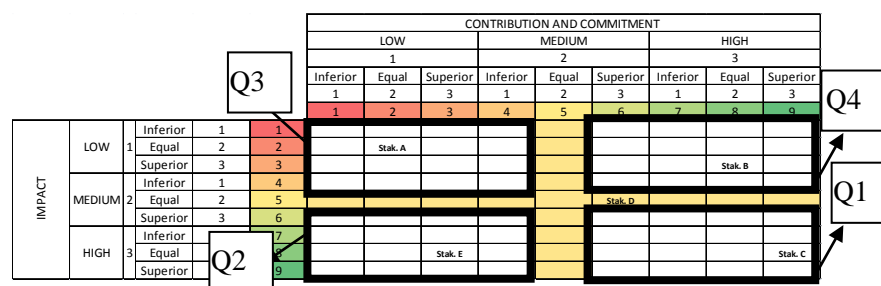 CONTRIBUTION AND COMMITMENT
LOW MEDIUM HIGH
1 2 3
Inferior Equal Superior Inferior Equal Superior Inferior Equal Superior
1 2 3 1 2 3 1 2 3
1 2 3 4 5 6 7 8 9
Q3
Q4
IMPACT
LOW 1 Inferior 1 1
Equal 2 2 Stak. A
Superior 3 3 Stak. B
MEDIUM 2 Inferior 1 4
Equal 2 5 Stak. D
Superior 3 6
Q1
HIGH 3 Inferior 1 7
Equal 2 Stak. E Stak. C
Superior 3 9
Q2